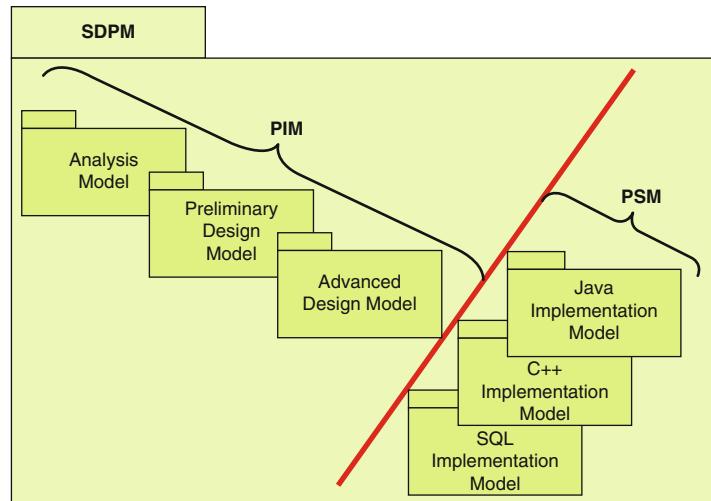 SDPM
PIM
Analysis
Model
Preliminary
Design
Model
Advanced
Design Model
PSM
Java
Implementation
Model
C++
Implementation
Model
SQL
Implementation
Model